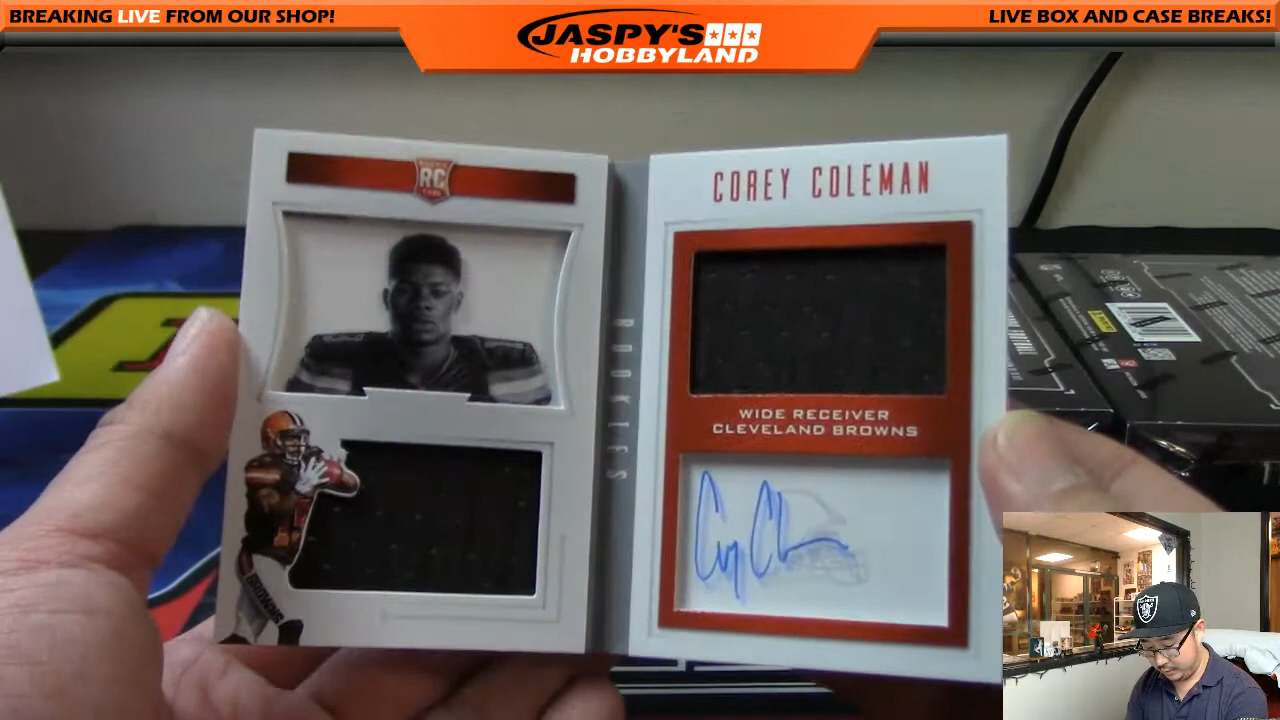 BREAKING LIVE FROM OUR SHOP!
JASPY'S
HOBBYLAND
LIVE BOX AND CASE BREAKS!
RC
COREY COLEMAN
ROOKIES
WIDE RECEIVER
CLEVELAND BROWNS
BROWNS